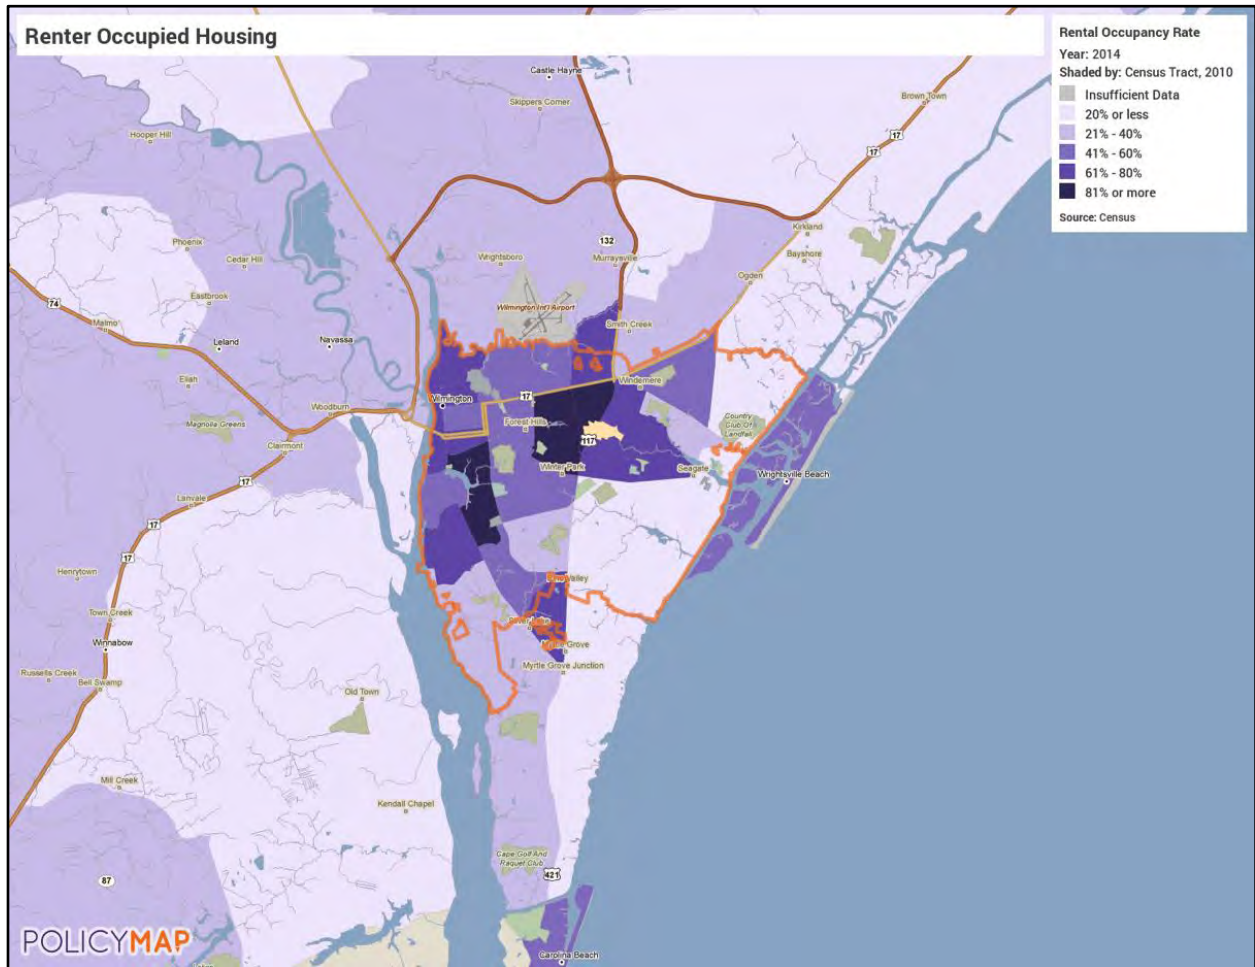 Renter Occupied Housing
Rental Occupancy Rate
Year: 2014
Shaded by: Census Tract, 2010
Insufficient Data
20% or less
21% - 40%
41% - 60%
61% - 80%
81% or more
Source: Census
Castle Hayne
Skippers Corner
Brown Town
Hooper Hill
17
17
Kirkland
Phoenix
132
Bayshore
Cedar Hill
Wrightsboro
Murraysville
Ogden
Eastbrook
74
Wilmington Int'l Airport
Malmo
Smith Creek
Leland
Navassa
Eliah
Windemere
17
Woodburn
Wilmington
Magnolia Greens
Forest Hills
Country
Club Of
Landfall
117
Clairmont
Winter Park
Seagate
Wrightsville Beach
17
Lanvale
17
17
Henrytown
Valley
Town Creek
Winnabow
Grove
Russells Creek
Myrtle Grove Junction
Bell Swamp
Old Town
Mill Creek
Kendall Chapel
Cape Golf And
Raquet Club
421
87
POLICYMAP
Carolina Beach